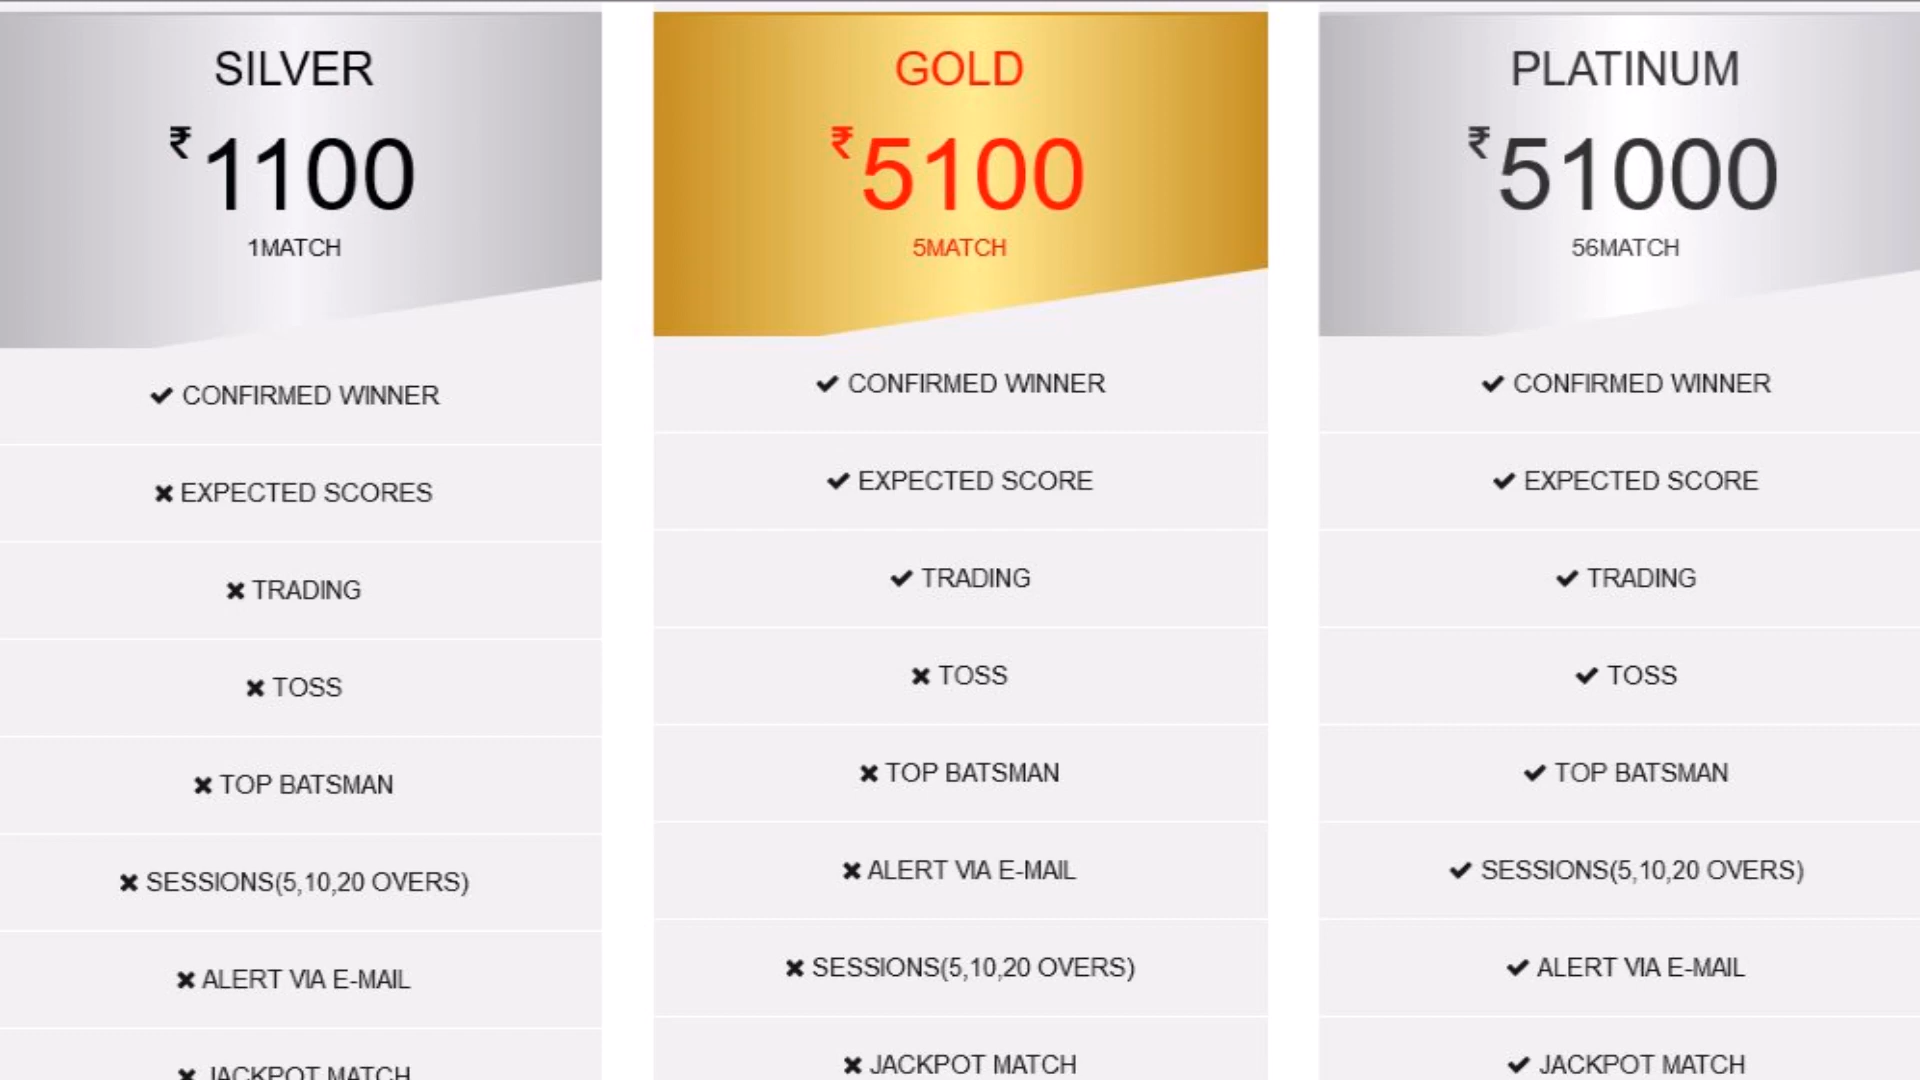 SILVER
₹1100
1MATCH
✔ CONFIRMED WINNER
✖ EXPECTED SCORES
✖ TRADING
✖ TOSS
✖ TOP BATSMAN
✖ SESSIONS(5,10,20 OVERS)
✖ ALERT VIA E-MAIL
✖ JACKPOT MATCH
GOLD
₹5100
5MATCH
✔ CONFIRMED WINNER
✔ EXPECTED SCORE
✔ TRADING
✖ TOSS
✖ TOP BATSMAN
✖ ALERT VIA E-MAIL
✖ SESSIONS(5,10,20 OVERS)
✖ JACKPOT MATCH
PLATINUM
₹51000
56MATCH
✔ CONFIRMED WINNER
✔ EXPECTED SCORE
✔ TRADING
✔ TOSS
✔ TOP BATSMAN
✔ SESSIONS(5,10,20 OVERS)
✔ ALERT VIA E-MAIL
✔ JACKPOT MATCH